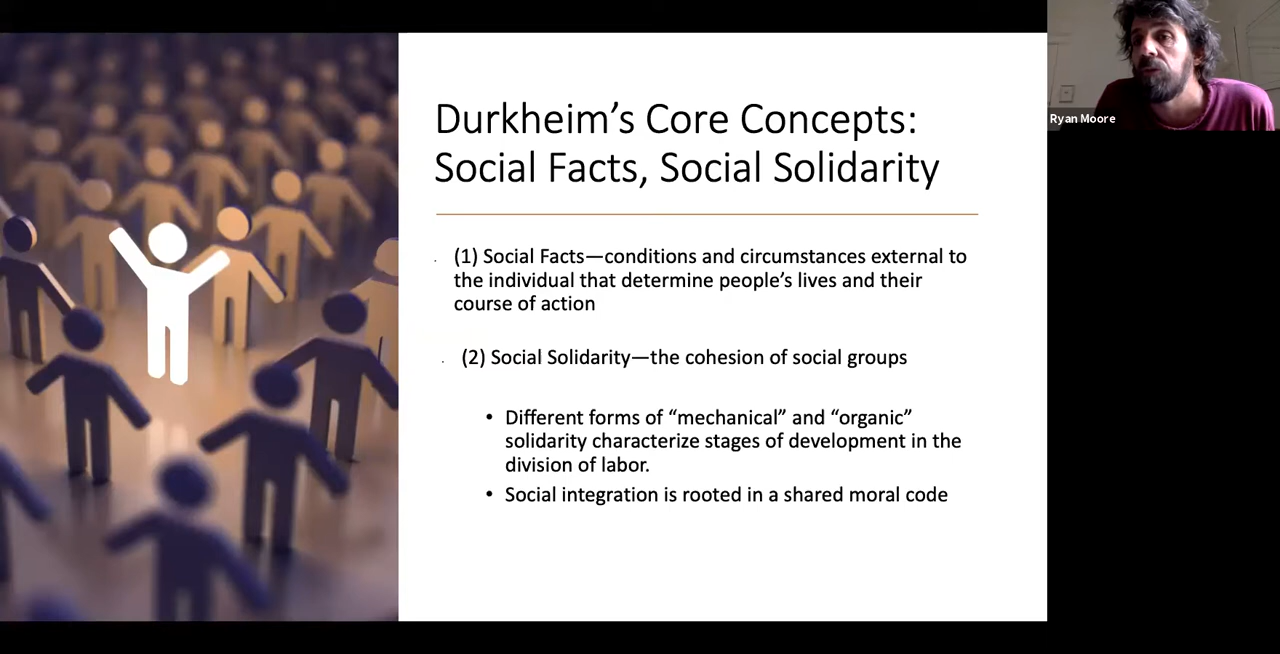 Durkheim’s Core Concepts:
Social Facts, Social Solidarity
(1) Social Facts—conditions and circumstances external to
the individual that determine people’s lives and their
course of action
(2) Social Solidarity—the cohesion of social groups
• Different forms of “mechanical” and “organic”
solidarity characterize stages of development in the
division of labor.
• Social integration is rooted in a shared moral code
Ryan Moore